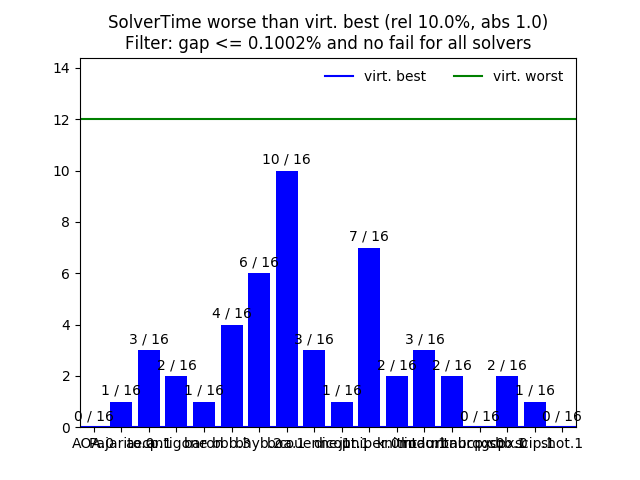 SolverTime worse than virt. best (rel 10.0%, abs 1.0)
Filter: gap <= 0.1002% and no fail for all solvers
virt. best
virt. worst
14
12
10
8
6
4
2
0
0 / 16
1 / 16
3 / 16
2 / 16
1 / 16
4 / 16
6 / 16
10 / 16
3 / 16
1 / 16
7 / 16
2 / 16
3 / 16
2 / 16
0 / 16
2 / 16
1 / 16
0 / 16